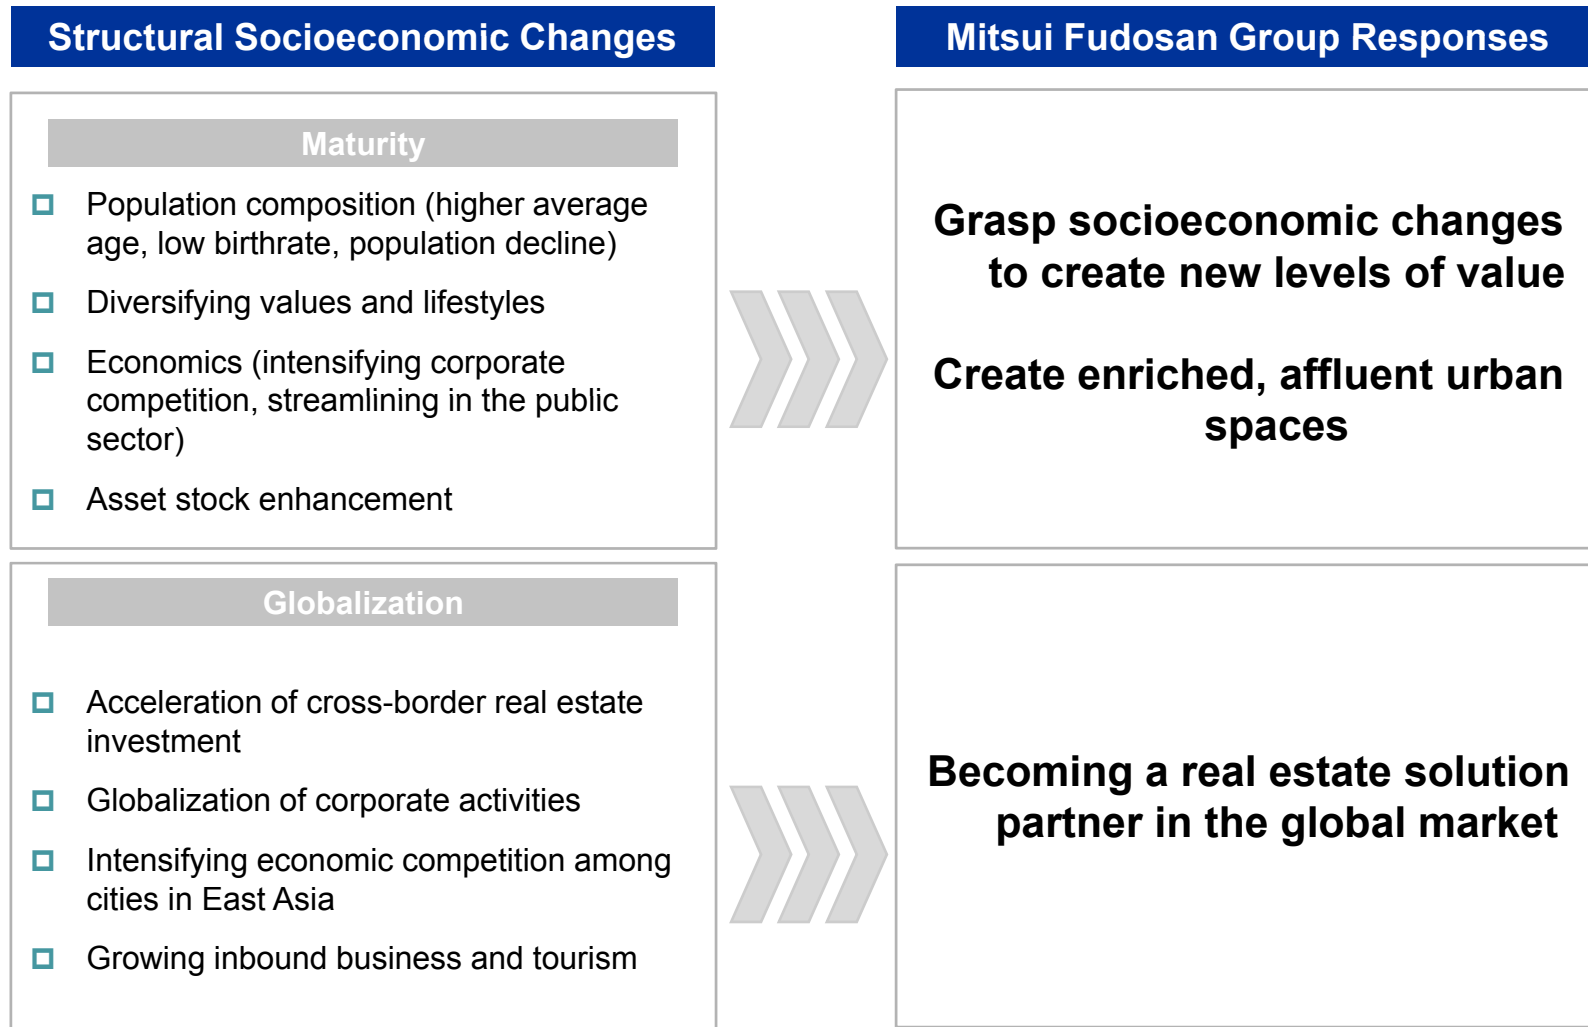 Structural Socioeconomic Changes
Mitsui Fudosan Group Responses
Maturity
Population composition (higher average
age, low birthrate, population decline)
Diversifying values and lifestyles
Economics (intensifying corporate
competition, streamlining in the public
sector)
Asset stock enhancement
Grasp socioeconomic changes
to create new levels of value
Create enriched, affluent urban
spaces
Globalization
Acceleration of cross-border real estate
investment
Globalization of corporate activities
Intensifying economic competition among
cities in East Asia
Growing inbound business and tourism
Becoming a real estate solution
partner in the global market